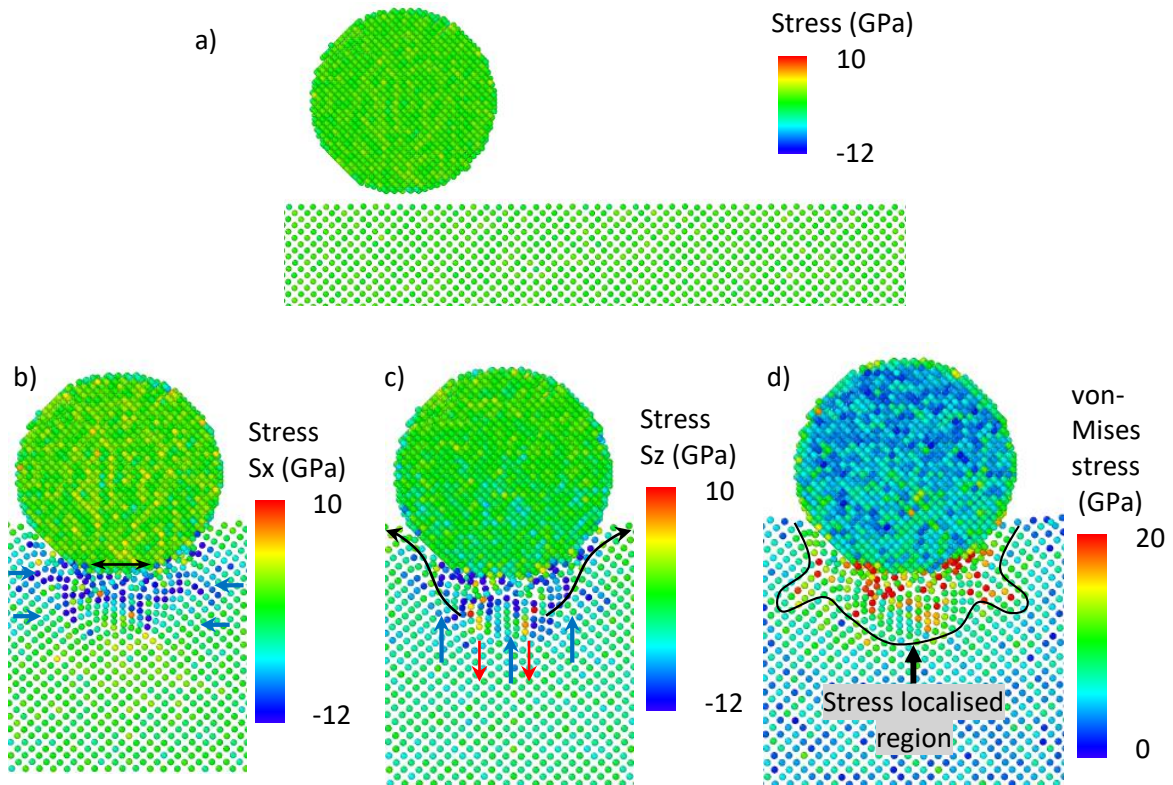 a)
Stress (GPa)
10
-12
b)
Stress
Sx (GPa)
10
-12
c)
Stress
Sz (GPa)
10
-12
d)
von-
Mises
stress
(GPa)
20
0
Stress localised
region